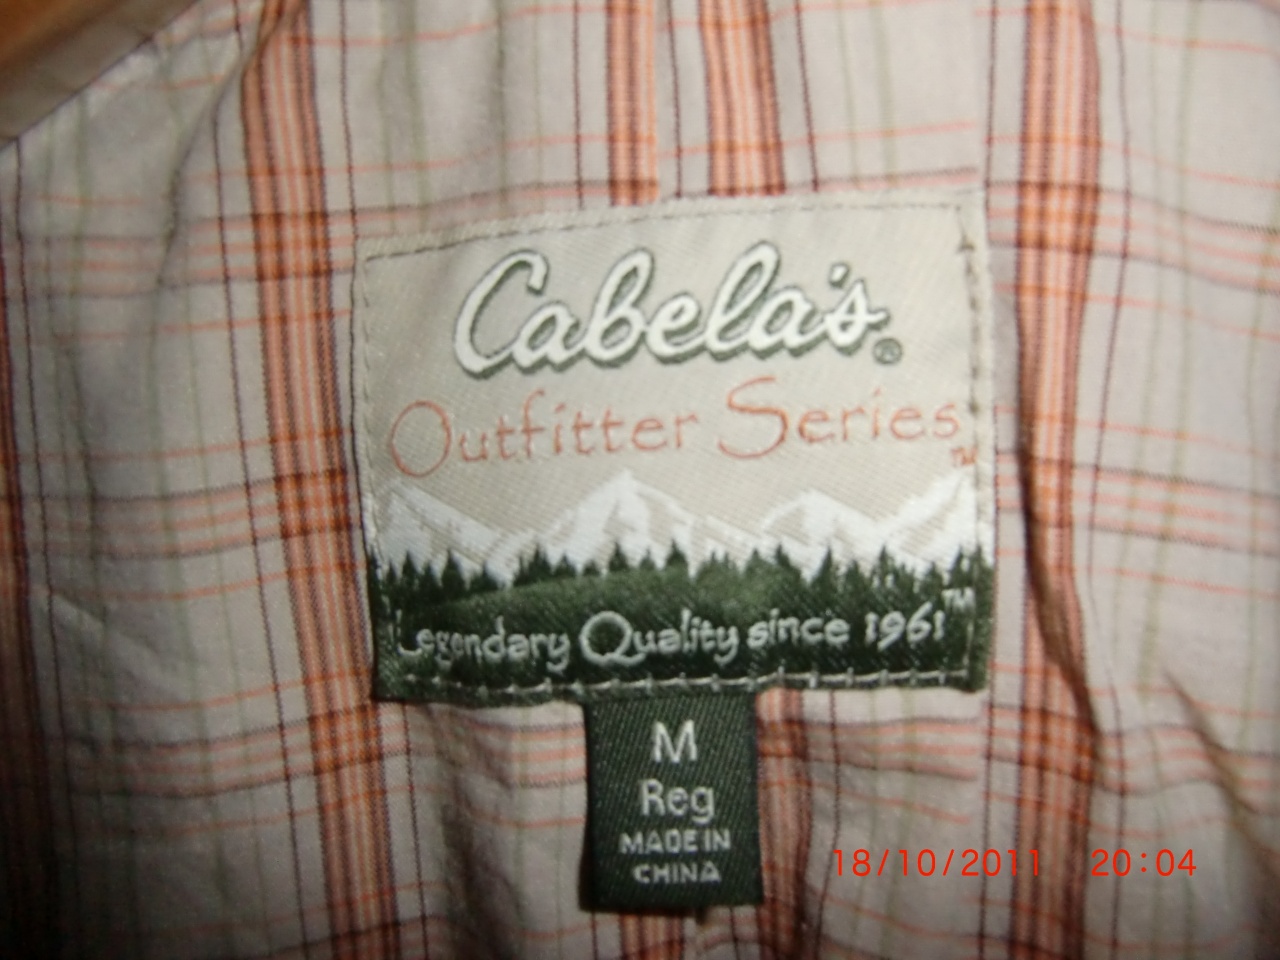 Cabela's®
Outfitter Series™
Legendary Quality since 1961™
M
Reg
MADE IN
CHINA
18/10/2011 20:04